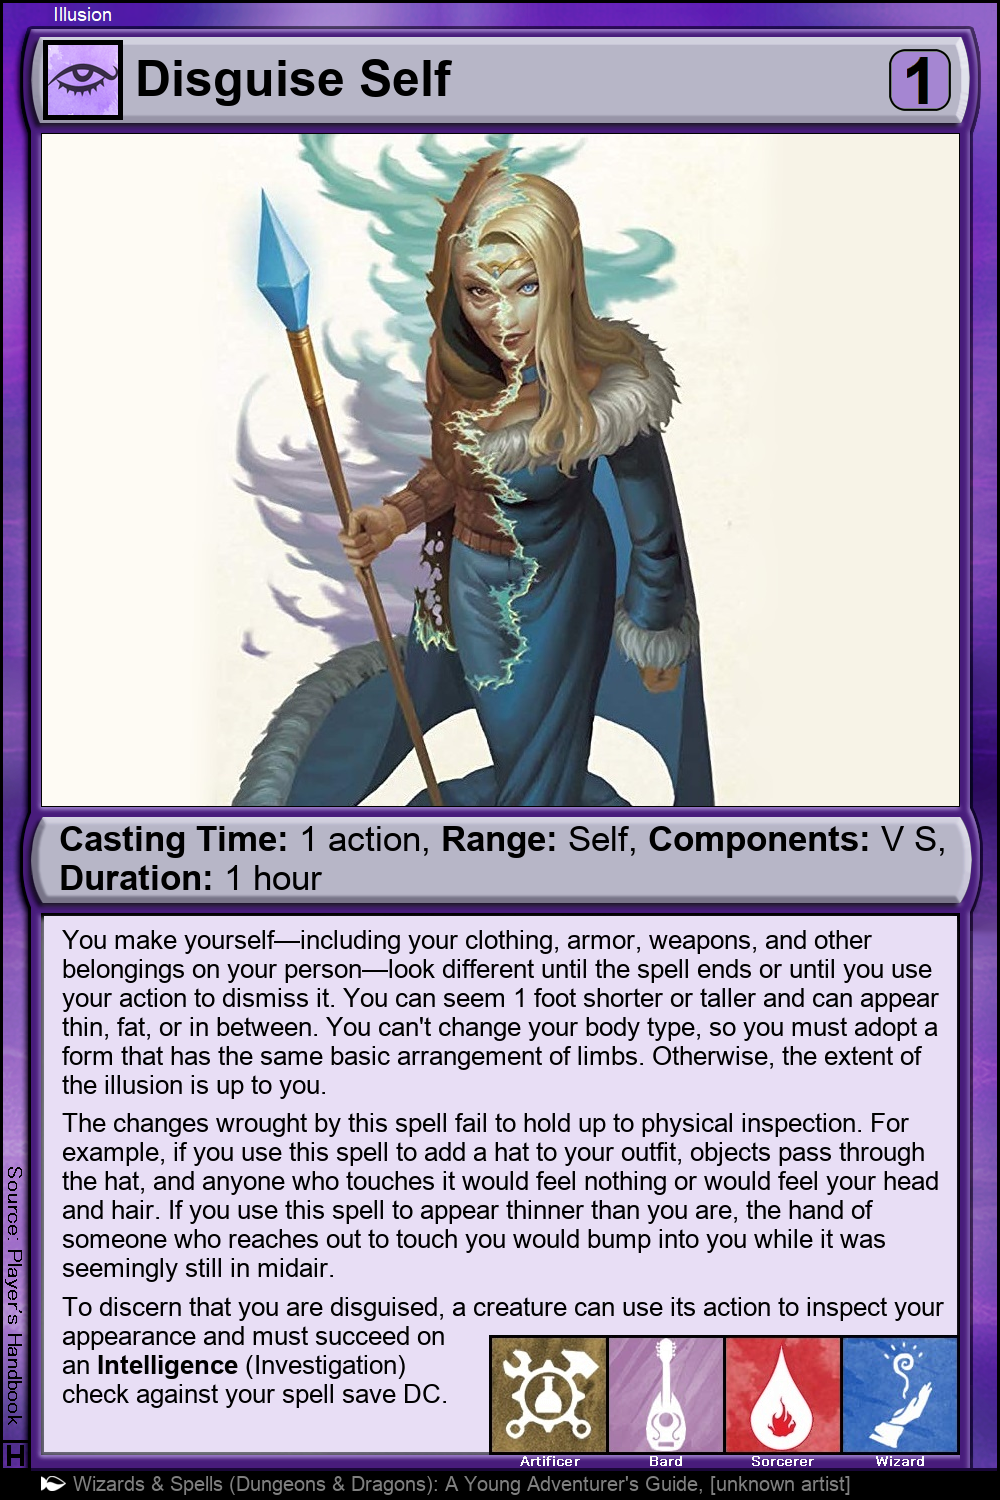 Illusion
Disguise Self
1
Casting Time: 1 action, Range: Self, Components: V S,
Duration: 1 hour
You make yourself—including your clothing, armor, weapons, and other
belongings on your person—look different until the spell ends or until you use
your action to dismiss it. You can seem 1 foot shorter or taller and can appear
thin, fat, or in between. You can't change your body type, so you must adopt a
form that has the same basic arrangement of limbs. Otherwise, the extent of
the illusion is up to you.
The changes wrought by this spell fail to hold up to physical inspection. For
example, if you use this spell to add a hat to your outfit, objects pass through
the hat, and anyone who touches it would feel nothing or would feel your head
and hair. If you use this spell to appear thinner than you are, the hand of
someone who reaches out to touch you would bump into you while it was
seemingly still in midair.
To discern that you are disguised, a creature can use its action to inspect your
appearance and must succeed on
an Intelligence (Investigation)
check against your spell save DC.
Artificer
Bard
Sorcerer
Wizard
Source: Player's Handbook
H
Wizards & Spells (Dungeons & Dragons): A Young Adventurer's Guide, [unknown artist]